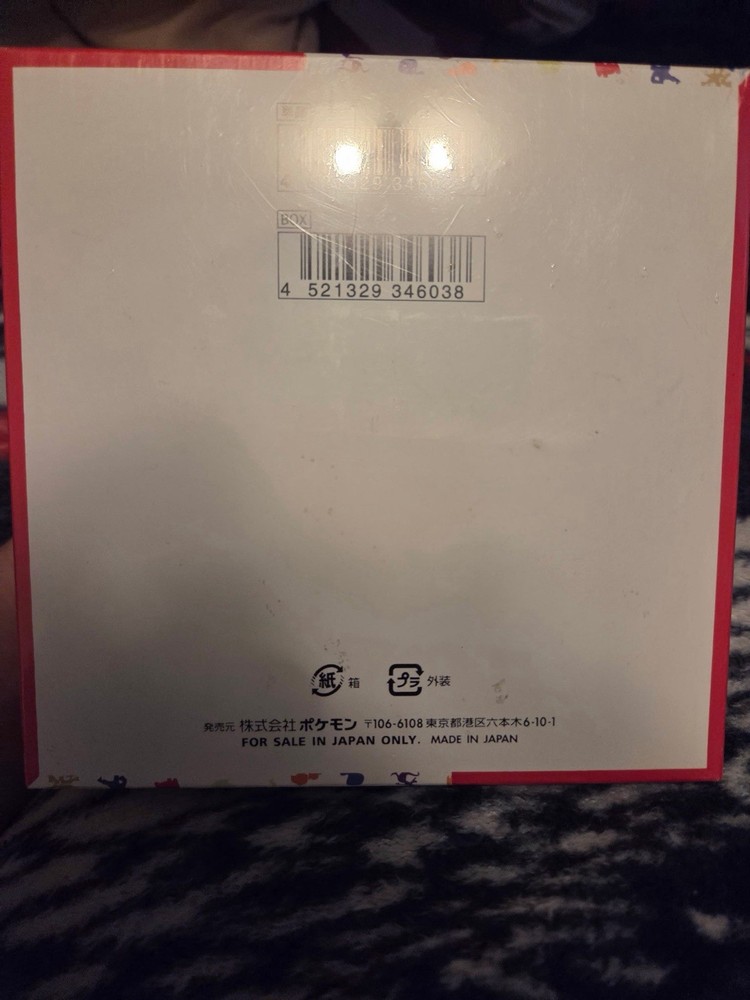 BOX
4 521329 346038
紙 箱 プラ 外装
発売元 株式会社ポケモン 〒106-6108 東京都港区六本木6-10-1
FOR SALE IN JAPAN ONLY. MADE IN JAPAN